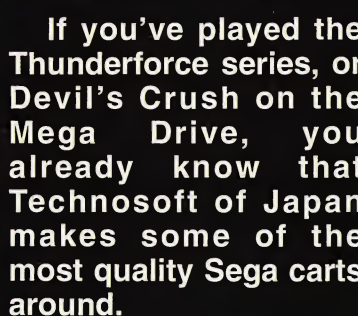 If you've played the
Thunderforce series, or
Devil's Crush on the
Mega Drive, you
already know that
Technosoft of Japan
makes some of the
most quality Sega carts
around.